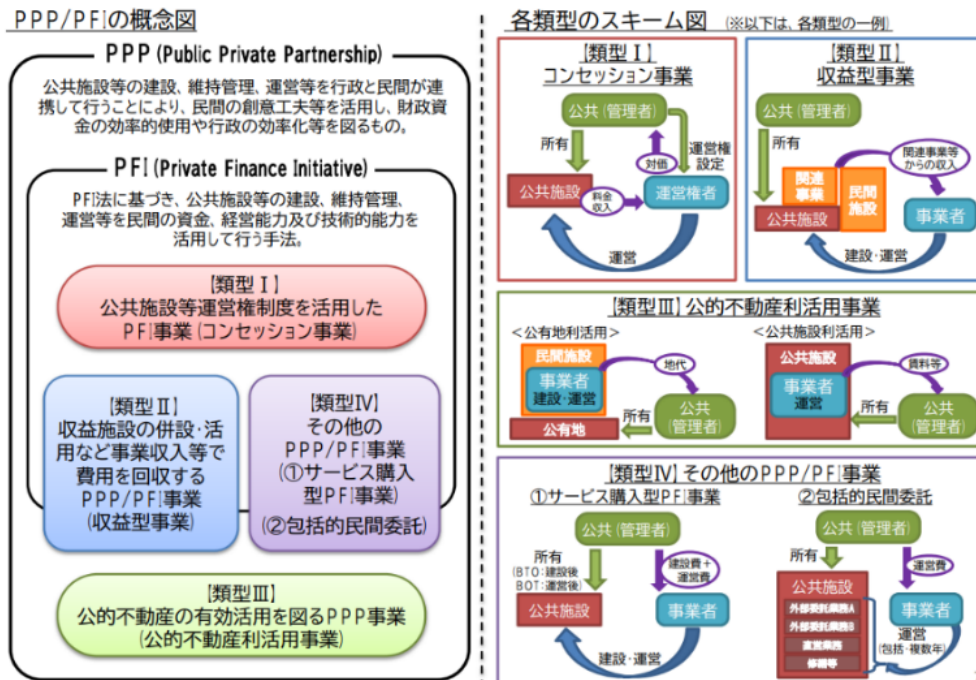 PPP/PFIの概念図
PPP (Public Private Partnership)
公共施設等の建設、維持管理、運営等を行政と民間が連
携して行うことにより、民間の創意工夫等を活用し、財政資
金の効率的使用や行政の効率化等を図るもの。
PFI (Private Finance Initiative)
PFI法に基づき、公共施設等の建設、維持管理、
運営等を民間の資金、経営能力及び技術的能力を
活用して行う手法。
【類型Ⅰ】
公共施設等運営権制度を活用した
PFI事業(コンセッション事業)
【類型Ⅱ】
収益施設の併設・活
用など事業収入等で
費用を回収する
PPP/PFI事業
(収益型事業)
【類型Ⅳ】
その他の
PPP/PFI事業
(①サービス購入
型PFI事業)
(②包括的民間委託)
【類型Ⅲ】
公的不動産の有効活用を図るPPP事業
(公的不動産利活用事業)
各類型のスキーム図 (※以下は、各類型の一例)
【類型Ⅰ】
コンセッション事業
公共(管理者)
所有
対価
運営権
設定
公共施設
料金
収入
運営権者
運営
【類型Ⅱ】
収益型事業
公共(管理者)
所有
関連事業等
からの収入
関連
事業
民間
施設
公共施設
事業者
建設・運営
【類型Ⅲ】公的不動産利活用事業
<公有地利活用>
民間施設
事業者
建設・運営
公有地
地代
所有
公共
(管理者)
<公共施設利活用>
公共施設
事業者
運営
賃料等
所有
公共
(管理者)
【類型Ⅳ】その他のPPP/PFI事業
①サービス購入型PFI事業
公共(管理者)
所有
(BTO:建設後
BOT:運営後)
建設費+
運営費
公共施設
事業者
建設・運営
②包括的民間委託
公共(管理者)
所有
運営費
公共施設
外部委託業務A
外部委託業務B
直営業務
修繕等
事業者
運営
(包括・複数年)